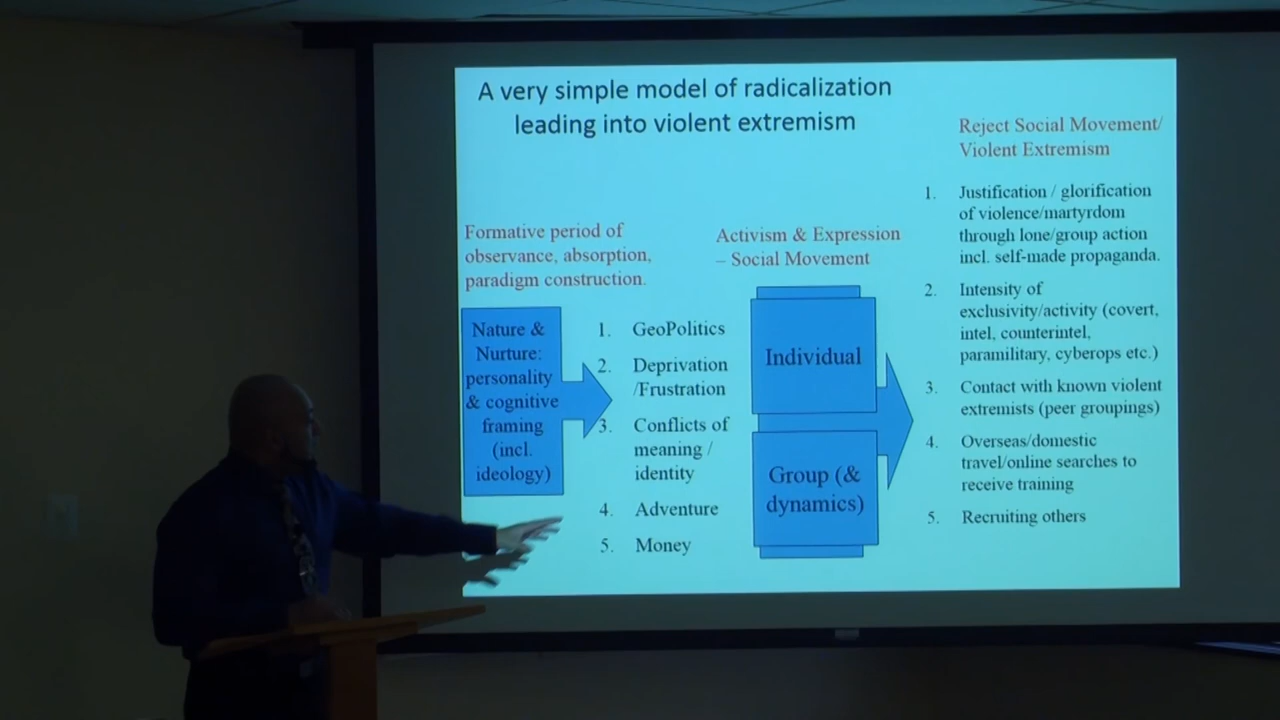 A very simple model of radicalization
leading into violent extremism
Formative period of
observance, absorption,
paradigm construction.
Nature &
Nurture:
personality
& cognitive
framing
(incl.
ideology)
1. GeoPolitics
2. Deprivation
/Frustration
3. Conflicts of
meaning /
identity
4. Adventure
5. Money
Activism & Expression
– Social Movement
Individual
Group (&
dynamics)
Reject Social Movement/
Violent Extremism
1. Justification / glorification
of violence/martyrdom
through lone/group action
incl. self-made propaganda.
2. Intensity of
exclusivity/activity (covert,
intel, counterintel,
paramilitary, cyberops etc.)
3. Contact with known violent
extremists (peer groupings)
4. Overseas/domestic
travel/online searches to
receive training
5. Recruiting others